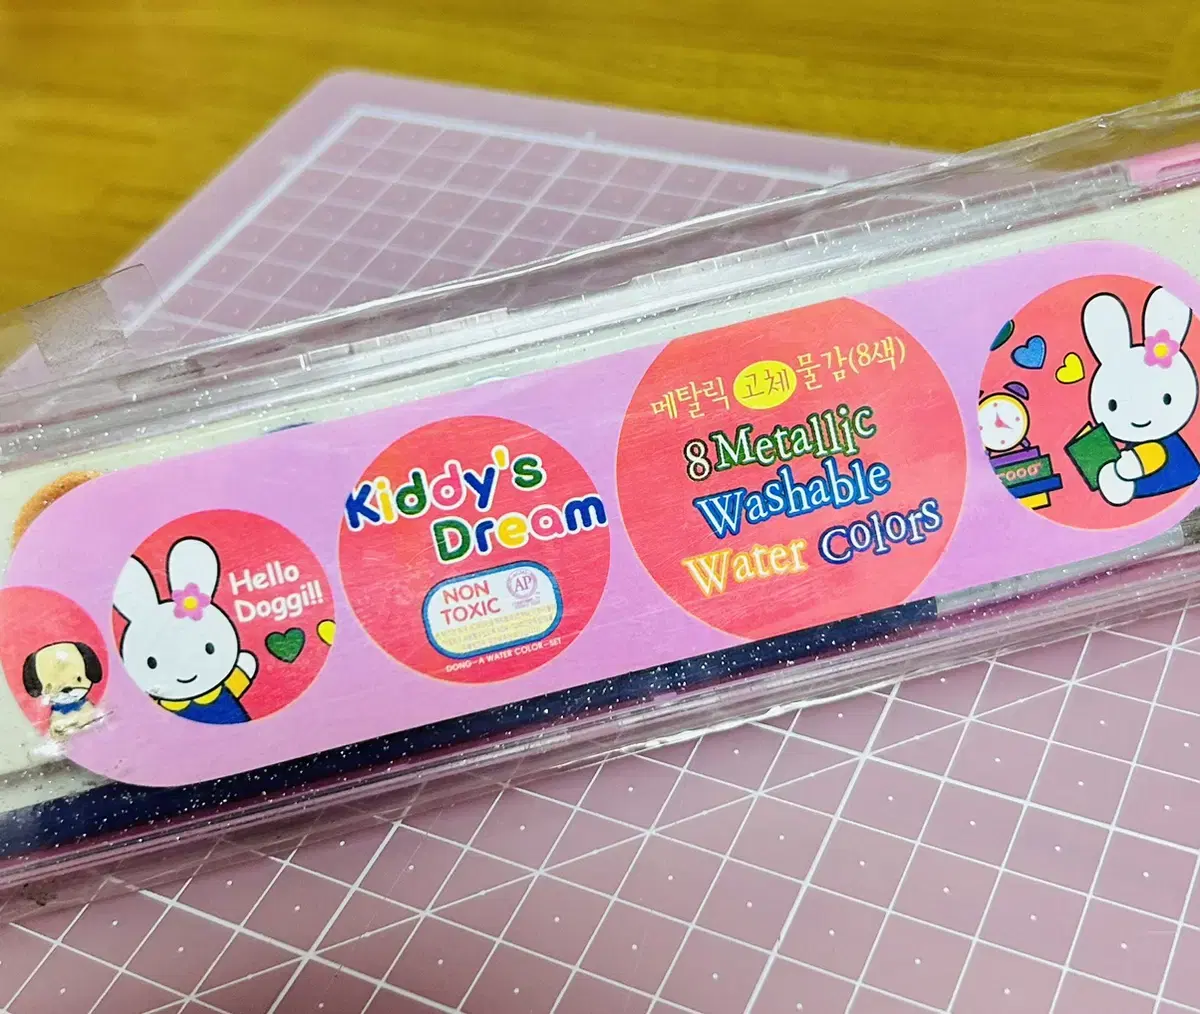 Hello
Doggi!!
Kiddy's
Dream
NON
TOXIC
AP
DONG-A WATER COLOR-SET
메탈릭 고체 물감(8색)
8 Metallic
Washable
Water Colors